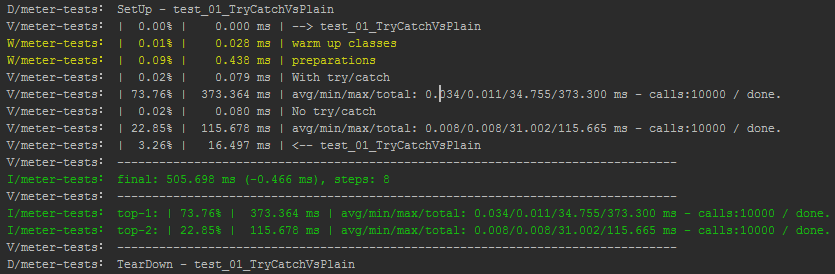 D/meter-tests: SetUp - test_01_TryCatchVsPlain
V/meter-tests: | 0.00% | 0.000 ms | --> test_01_TryCatchVsPlain
W/meter-tests: | 0.01% | 0.028 ms | warm up classes
W/meter-tests: | 0.09% | 0.438 ms | preparations
V/meter-tests: | 0.02% | 0.079 ms | With try/catch
V/meter-tests: | 73.76% | 373.364 ms | avg/min/max/total: 0.034/0.011/34.755/373.300 ms - calls:10000 / done.
V/meter-tests: | 0.02% | 0.080 ms | No try/catch
V/meter-tests: | 22.85% | 115.678 ms | avg/min/max/total: 0.008/0.008/31.002/115.665 ms - calls:10000 / done.
V/meter-tests: | 3.26% | 16.497 ms | <-- test_01_TryCatchVsPlain
V/meter-tests: ----------------------------------------------------------------------
I/meter-tests: final: 505.698 ms (-0.466 ms), steps: 8
V/meter-tests: ----------------------------------------------------------------------
I/meter-tests: top-1: | 73.76% | 373.364 ms | avg/min/max/total: 0.034/0.011/34.755/373.300 ms - calls:10000 / done.
I/meter-tests: top-2: | 22.85% | 115.678 ms | avg/min/max/total: 0.008/0.008/31.002/115.665 ms - calls:10000 / done.
V/meter-tests: ----------------------------------------------------------------------
D/meter-tests: TearDown - test_01_TryCatchVsPlain